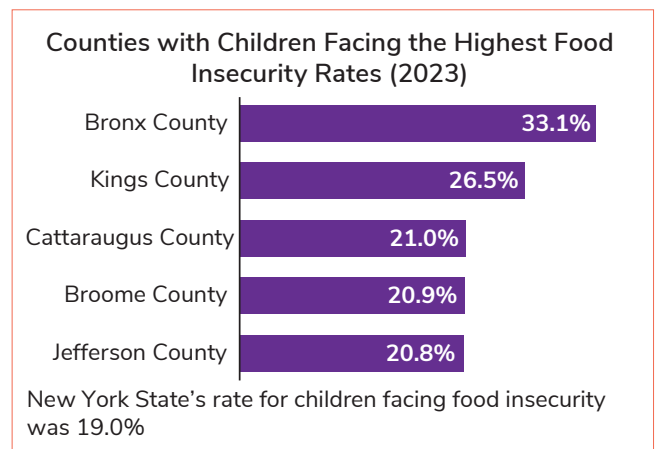 Counties with Children Facing the Highest Food
Insecurity Rates (2023)
Bronx County 33.1%
Kings County 26.5%
Cattaraugus County 21.0%
Broome County 20.9%
Jefferson County 20.8%
New York State's rate for children facing food insecurity
was 19.0%